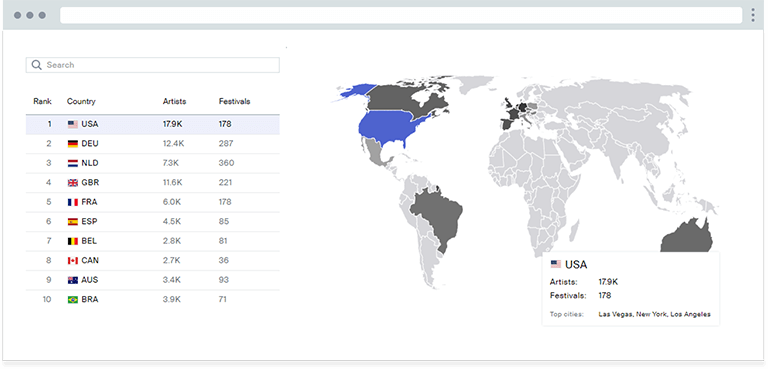 Search
Rank Country Artists Festivals
1 USA 17.9K 178
2 DEU 12.4K 287
3 NLD 7.3K 360
4 GBR 11.6K 221
5 FRA 6.0K 178
6 ESP 4.5K 85
7 BEL 2.8K 81
8 CAN 2.7K 36
9 AUS 3.4K 93
10 BRA 3.9K 71
USA
Artists: 17.9K
Festivals: 178
Top cities: Las Vegas, New York, Los Angeles